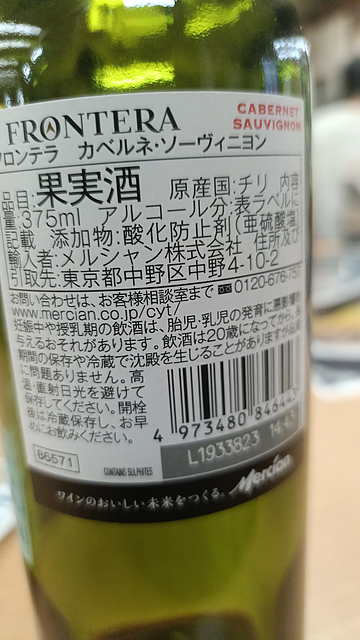 FRONTERA
CABERNET
SAUVIGNON
フロンテラ カベルネ・ソーヴィニヨン
品目:果実酒 原産国:チリ 内容
量:375ml アルコール分:表ラベルに
記載 添加物:酸化防止剤(亜硫酸塩)
輸入者:メルシャン株式会社 住所及び
引取先:東京都中野区中野4-10-2
お問い合わせは、お客様相談室まで 0120-676-757
www.mercian.co.jp/cyt/
妊娠中や授乳期の飲酒は、胎児・乳児の発育に悪影響を
与えるおそれがあります。飲酒は20歳になってから。長
期間の保存や冷蔵で沈殿を生じることがありますが品質
に問題ありません。高
温・直射日光を避けて
保存してください。開栓
後は冷蔵保存し、お早
めにお飲みください。
4 973480 84644
B6571
CONTAINS SULPHITES
L1933823 14:4
ワインのおいしい未来をつくる。 Mercian